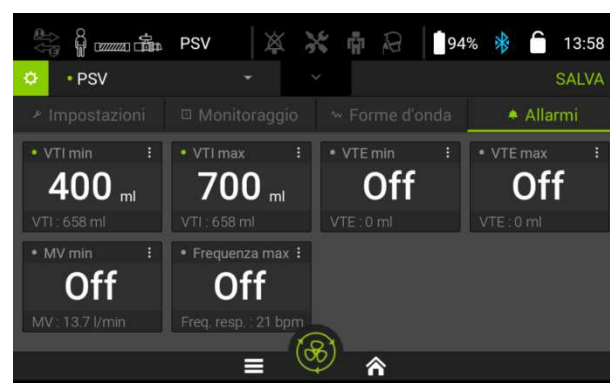 PSV 94% 13:58
PSV SALVA
Impostazioni Monitoraggio Forme d'onda Allarmi
VTI min VTI max VTE min VTE max
400 ml 700 ml Off Off
VTI : 658 ml VTI : 658 ml VTE : 0 ml VTE : 0 ml
MV min Frequenza max
Off Off
MV : 13.7 l/min Freq. resp. : 21 bpm